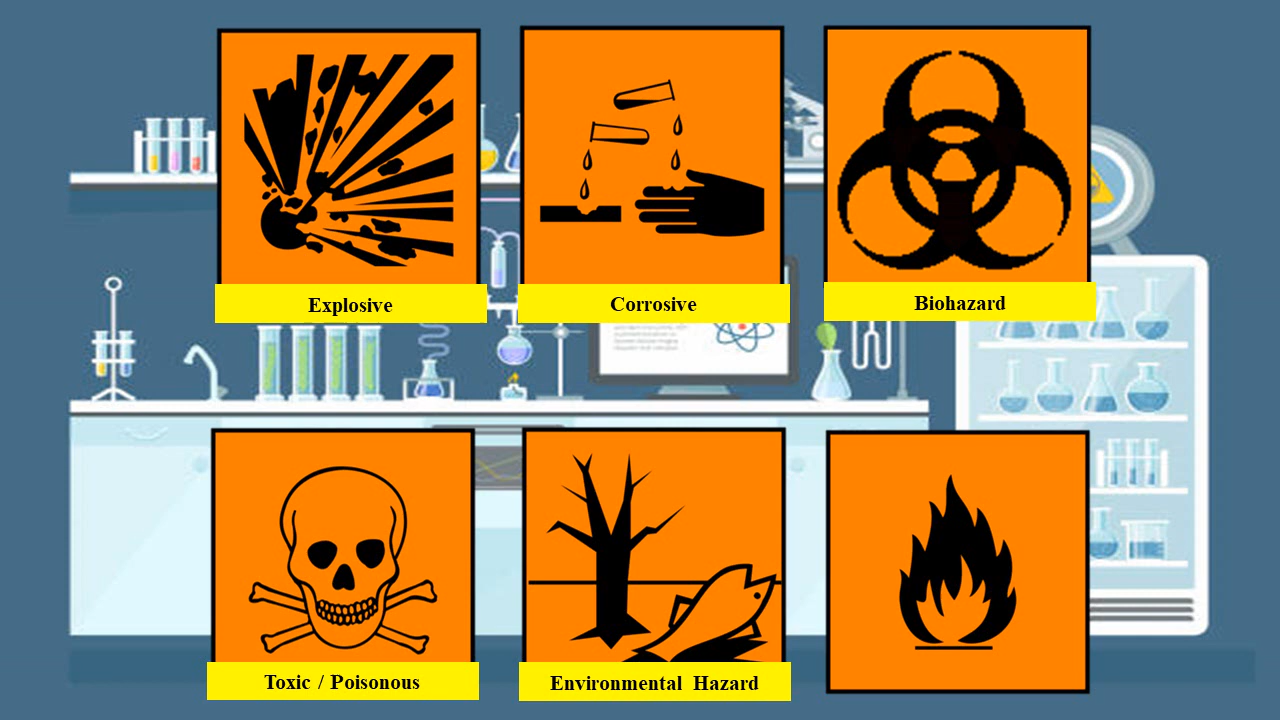 Explosive
Corrosive
Biohazard
Toxic / Poisonous
Environmental Hazard